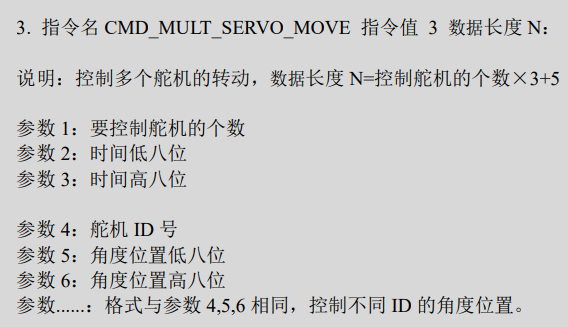 3. 指令名 CMD_MULT_SERVO_MOVE 指令值 3 数据长度 N：
说明：控制多个舵机的转动，数据长度 N=控制舵机的个数×3+5
参数 1：要控制舵机的个数
参数 2：时间低八位
参数 3：时间高八位
参数 4：舵机 ID 号
参数 5：角度位置低八位
参数 6：角度位置高八位
参数......：格式与参数 4,5,6 相同，控制不同 ID 的角度位置。